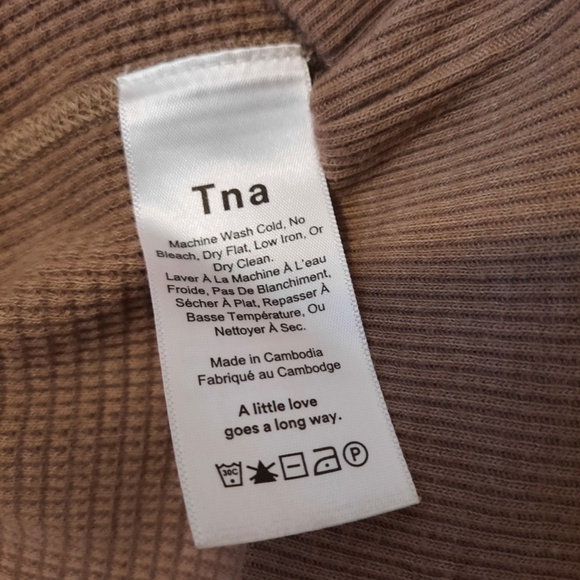 Tna
Machine Wash Cold, No
Bleach, Dry Flat, Low Iron, Or
Dry Clean.
Laver À La Machine À L'eau
Froide, Pas De Blanchiment,
Sécher À Plat, Repasser À
Basse Température, Ou
Nettoyer À Sec.
Made in Cambodia
Fabriqué au Cambodge
A little love
goes a long way.
30C P